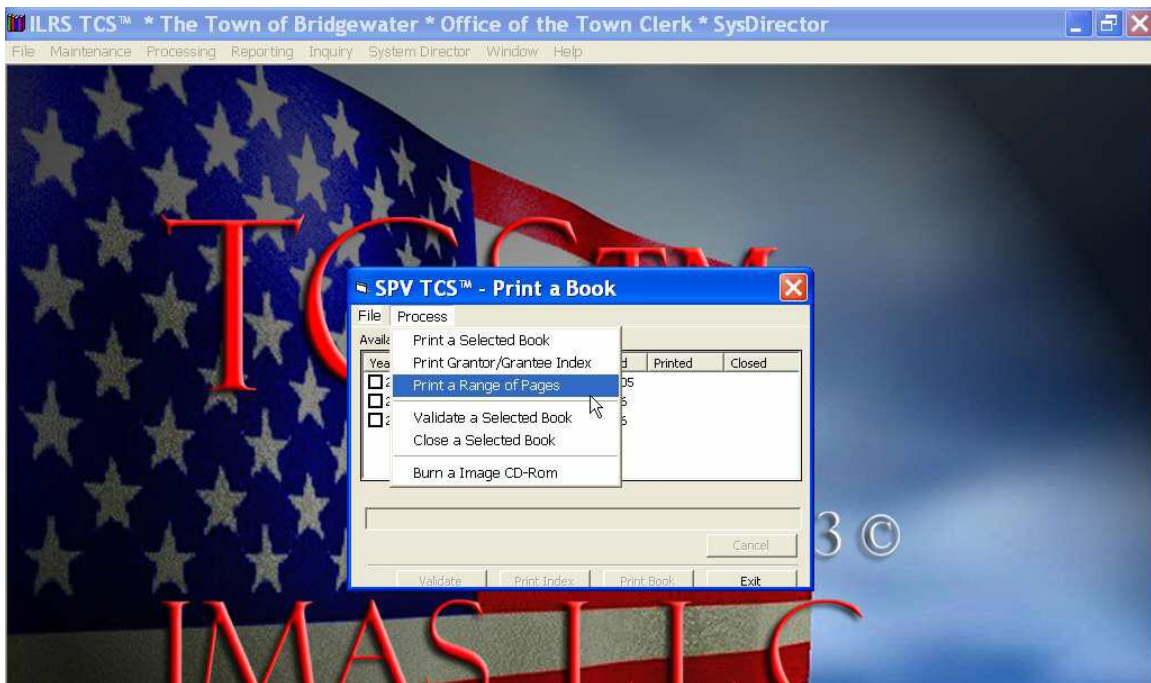 ILRS TCS™ * The Town of Bridgewater * Office of the Town Clerk * SysDirector
File Maintenance Processing Reporting Inquiry System Director Window Help
TCS™
SPV TCS™ - Print a Book
File Process
Print a Selected Book
Print Grantor/Grantee Index
Printed Closed
Print a Range of Pages
Validate a Selected Book
Close a Selected Book
Burn a Image CD-Rom
3 ©
Cancel
Validate Print Index Print Book Exit
IMAS LLC